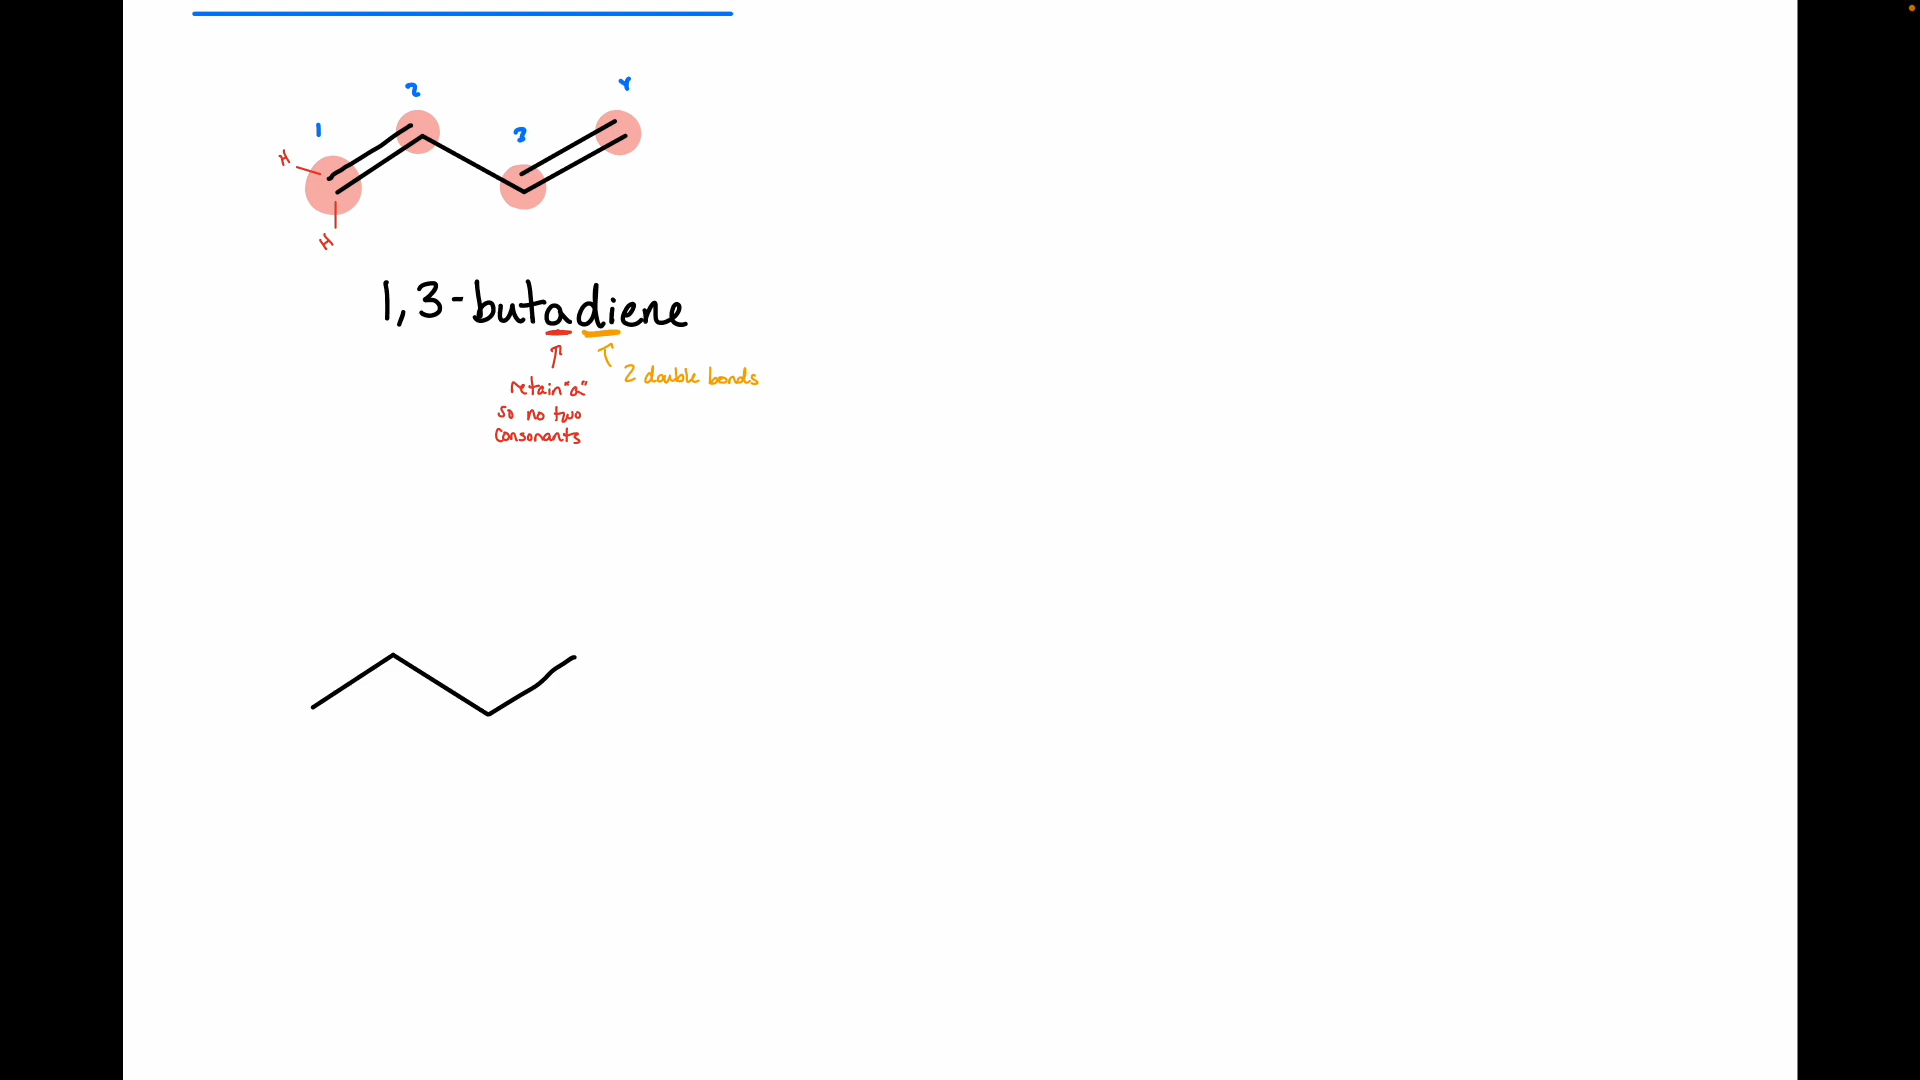 2
4
1
3
H
H
1,3-butadiene
2 double bonds
retain "a"
so no two
consonants